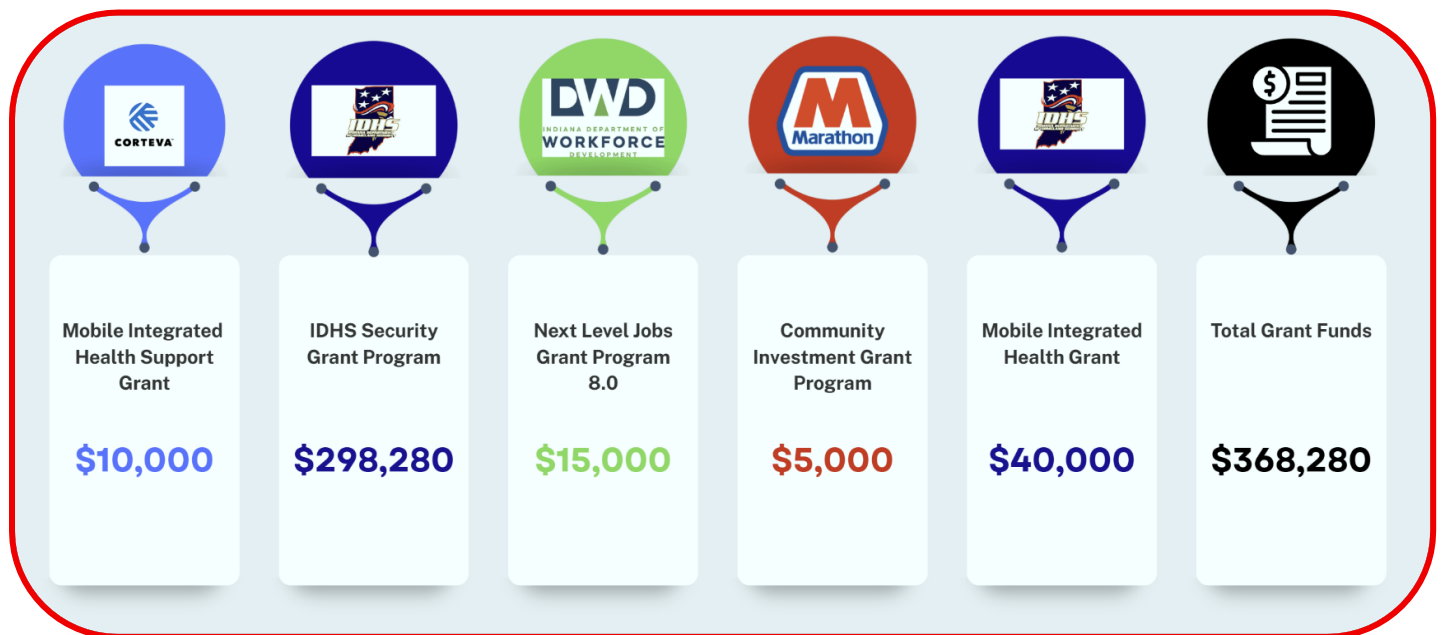 CORTEVA
IDHS
DWD
INDIANA DEPARTMENT OF
WORKFORCE
DEVELOPMENT
M
Marathon
IDHS
$
Mobile Integrated
Health Support
Grant
$10,000
IDHS Security
Grant Program
$298,280
Next Level Jobs
Grant Program
8.0
$15,000
Community
Investment Grant
Program
$5,000
Mobile Integrated
Health Grant
$40,000
Total Grant Funds
$368,280